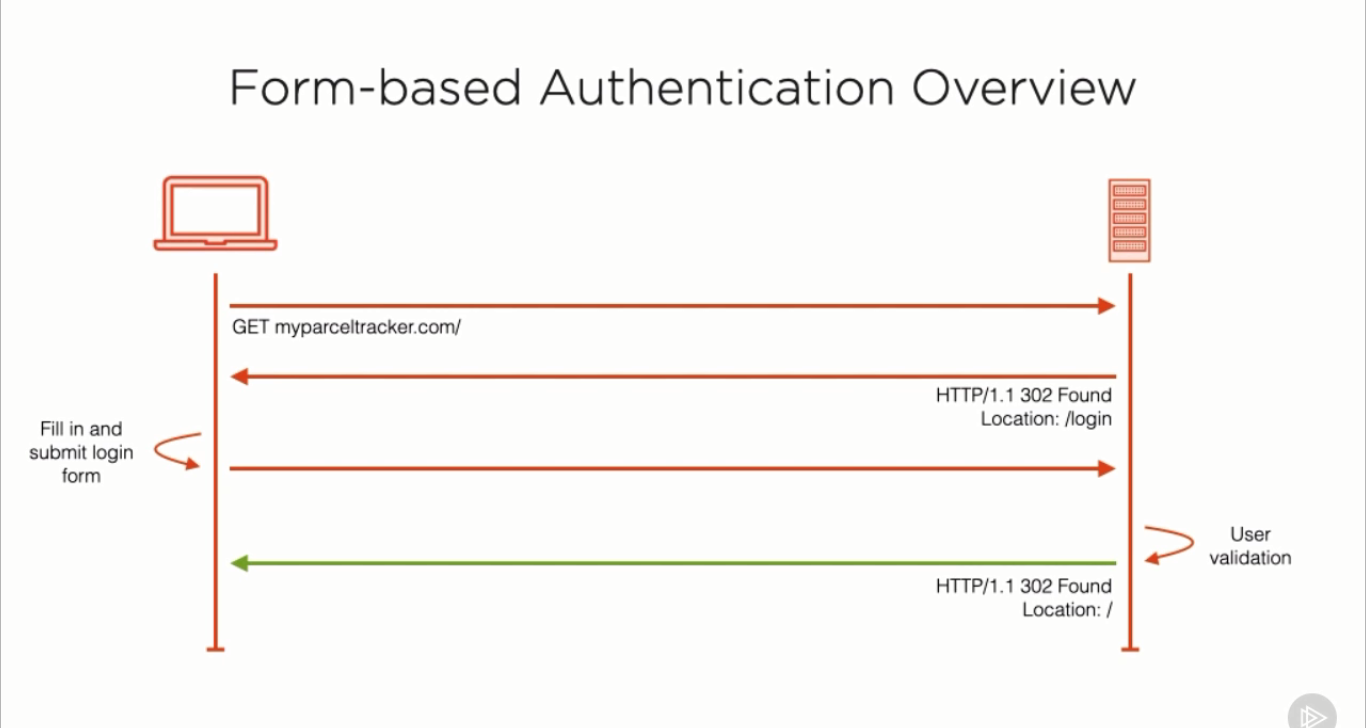 Form-based Authentication Overview
GET myparceltracker.com/
HTTP/1.1 302 Found
Location: /login
Fill in and
submit login
form
User
validation
HTTP/1.1 302 Found
Location: /